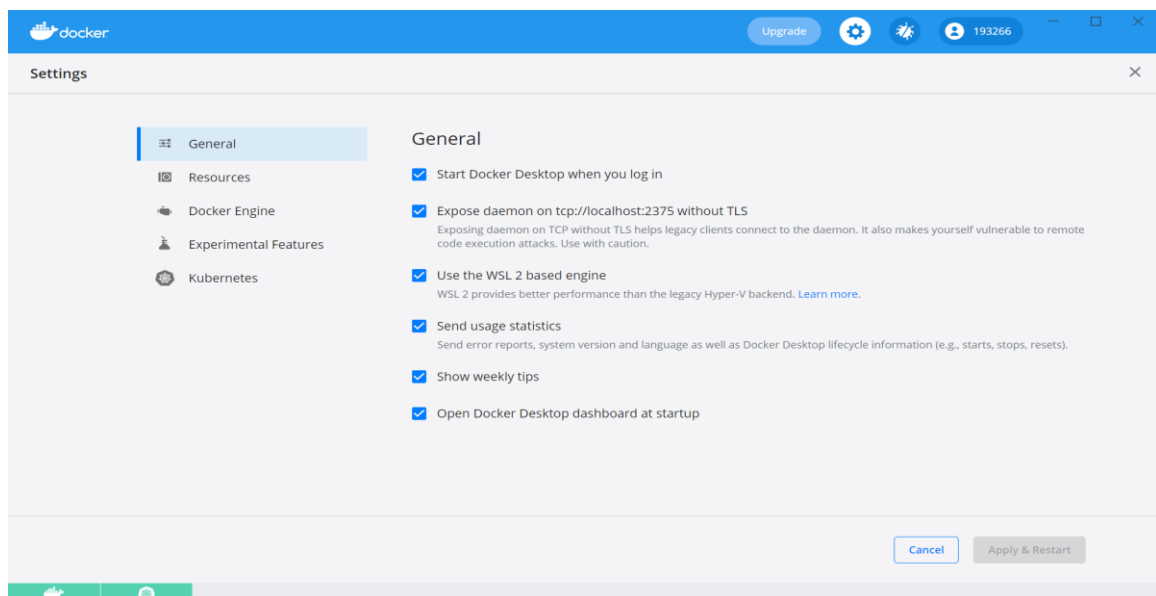 docker
Upgrade
193266
Settings
General
Resources
Docker Engine
Experimental Features
Kubernetes
General
Start Docker Desktop when you log in
Expose daemon on tcp://localhost:2375 without TLS
Exposing daemon on TCP without TLS helps legacy clients connect to the daemon. It also makes yourself vulnerable to remote
code execution attacks. Use with caution.
Use the WSL 2 based engine
WSL 2 provides better performance than the legacy Hyper-V backend. Learn more.
Send usage statistics
Send error reports, system version and language as well as Docker Desktop lifecycle information (e.g., starts, stops, resets).
Show weekly tips
Open Docker Desktop dashboard at startup
Cancel
Apply & Restart